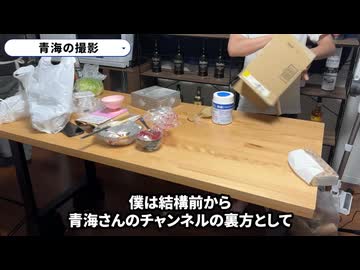 青海の撮影
僕は結構前から
青海さんのチャンネルの裏方として